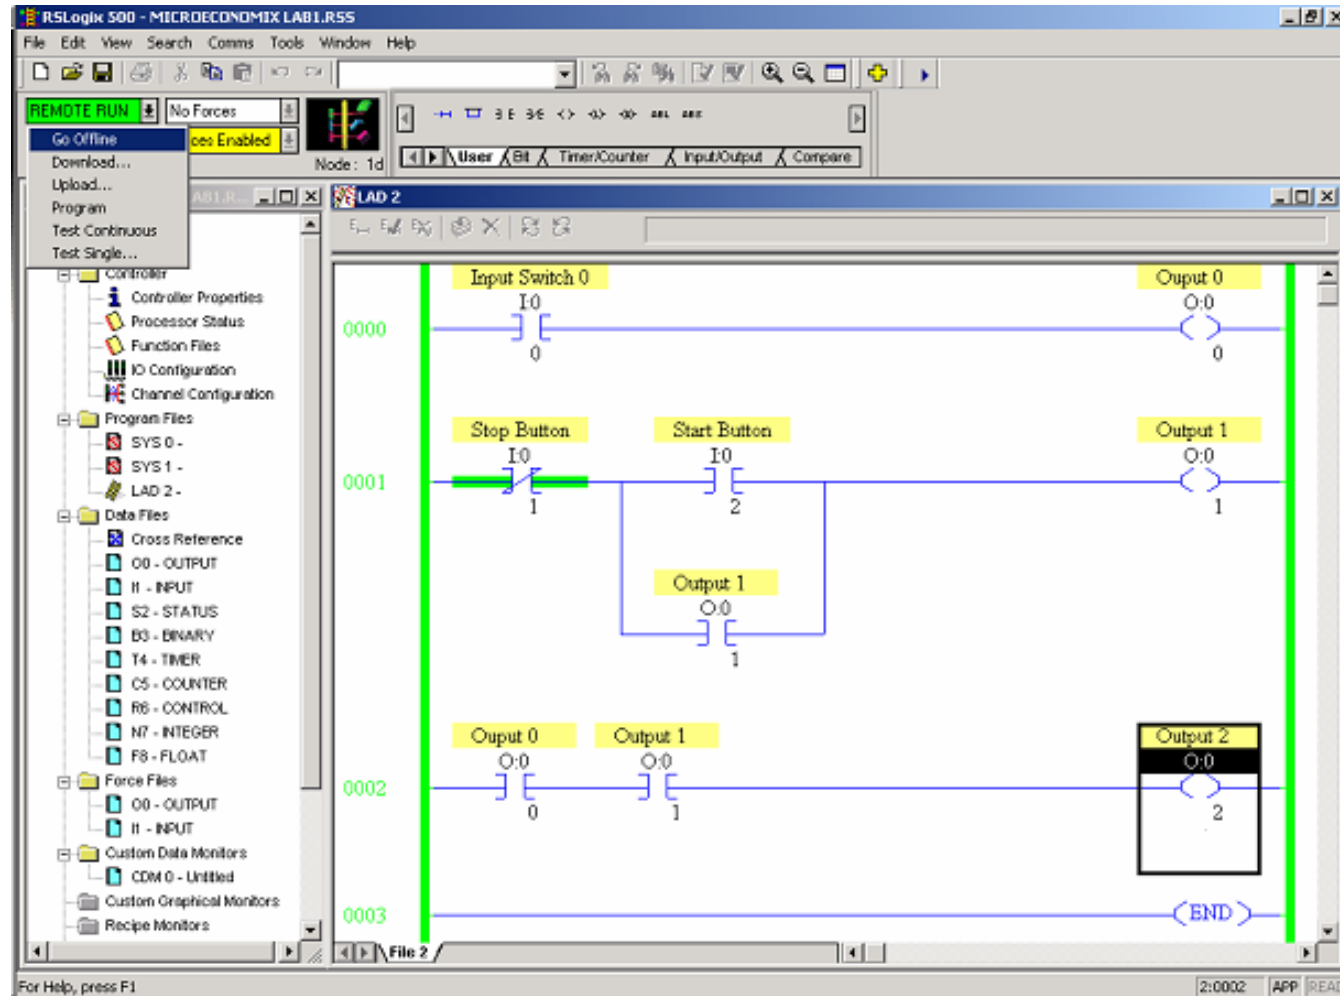 RSLogix 500 - MICROECONOMIX LAB1.RSS
File Edit View Search Comms Tools Window Help
REMOTE RUN No Forces
ces Enabled
Go Offline
Download...
Upload...
Program
Test Continuous
Test Single...
Node: 1d
User Bit Timer/Counter Input/Output Compare
AB1.R...
Controller
Controller Properties
Processor Status
Function Files
IO Configuration
Channel Configuration
Program Files
SYS 0 -
SYS 1 -
LAD 2 -
Data Files
Cross Reference
O0 - OUTPUT
I1 - INPUT
S2 - STATUS
B3 - BINARY
T4 - TIMER
C5 - COUNTER
R6 - CONTROL
N7 - INTEGER
F8 - FLOAT
Force Files
O0 - OUTPUT
I1 - INPUT
Custom Data Monitors
CDM 0 - Untitled
Custom Graphical Monitors
Recipe Monitors
LAD 2
Input Switch 0 Ouput 0
I:0 O:0
0000
0 0
Stop Button Start Button Output 1
I:0 I:0 O:0
0001
1 2 1
Output 1
O:0
1
Ouput 0 Output 1 Output 2
O:0 O:0 O:0
0002
0 1 2
0003 END
File 2
For Help, press F1 2:0002 APP READ